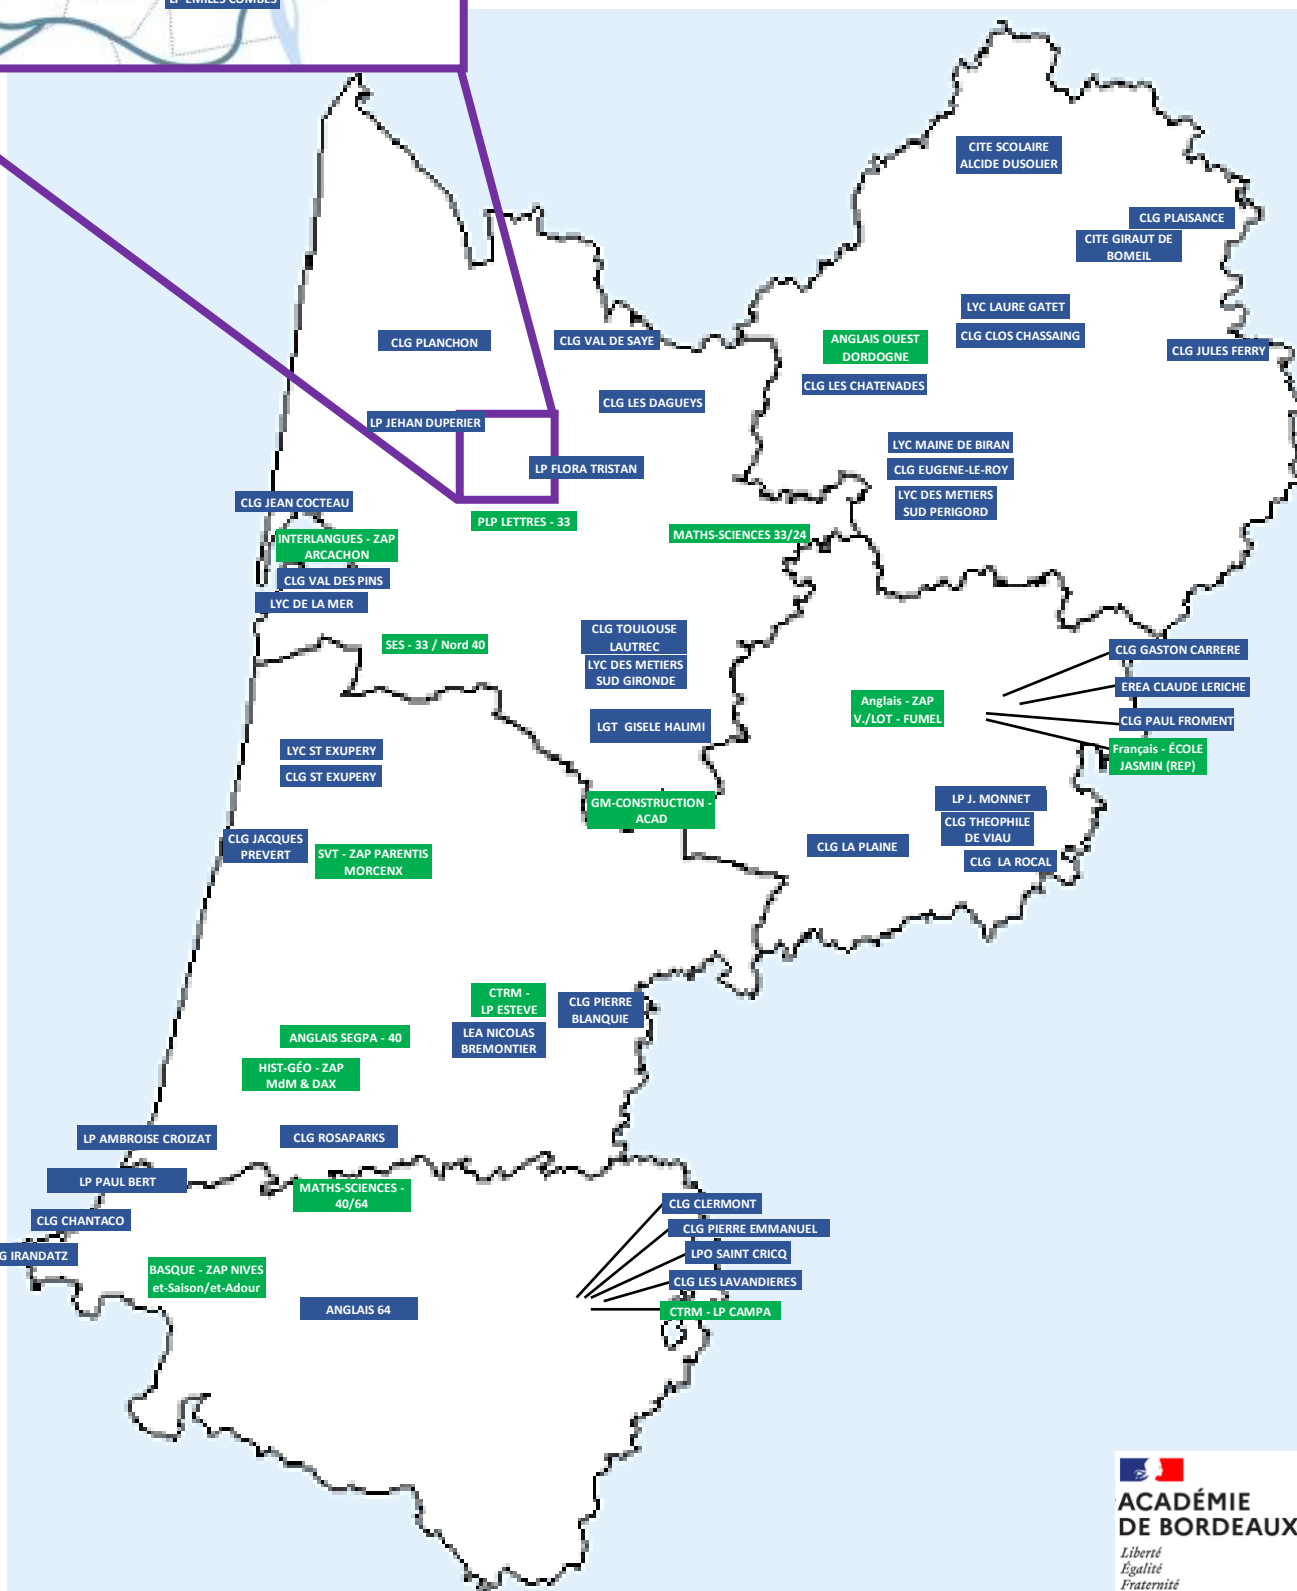 LP EMILES COMBES
CITE SCOLAIRE
ALCIDE DUSOLIER
CLG PLAISANCE
CITE GIRAUT DE
BOMEIL
LYC LAURE GATET
CLG CLOS CHASSAING
CLG PLANCHON
CLG VAL DE SAYE
ANGLAIS OUEST
DORDOGNE
CLG JULES FERRY
CLG LES CHATENADES
CLG LES DAGUEYS
LP JEHAN DUPERIER
LYC MAINE DE BIRAN
LP FLORA TRISTAN
CLG EUGENE-LE-ROY
LYC DES METIERS
SUD PERIGORD
CLG JEAN COCTEAU
PLP LETTRES - 33
MATHS-SCIENCES 33/24
INTERLANGUES - ZAP
ARCACHON
CLG VAL DES PINS
LYC DE LA MER
SES - 33 / Nord 40
CLG TOULOUSE
LAUTREC
LYC DES METIERS
SUD GIRONDE
CLG GASTON CARRERE
EREA CLAUDE LERICHE
Anglais - ZAP
V./LOT - FUMEL
CLG PAUL FROMENT
LGT  GISELE HALIMI
Français - ÉCOLE
JASMIN (REP)
LYC ST EXUPERY
CLG ST EXUPERY
GM-CONSTRUCTION -
ACAD
LP J. MONNET
CLG THEOPHILE
DE VIAU
CLG JACQUES
PREVERT
SVT - ZAP PARENTIS
MORCENX
CLG LA PLAINE
CLG  LA ROCAL
CTRM -
LP ESTEVE
CLG PIERRE
BLANQUIE
ANGLAIS SEGPA - 40
LEA NICOLAS
BREMONTIER
HIST-GÉO - ZAP
MdM & DAX
LP AMBROISE CROIZAT
CLG ROSAPARKS
LP PAUL BERT
MATHS-SCIENCES -
40/64
CLG CLERMONT
CLG CHANTACO
CLG PIERRE EMMANUEL
G IRANDATZ
LPO SAINT CRICQ
BASQUE - ZAP NIVES
et-Saison/et-Adour
CLG LES LAVANDIERES
ANGLAIS 64
CTRM - LP CAMPA
ACADÉMIE
DE BORDEAUX
Liberté
Égalité
Fraternité